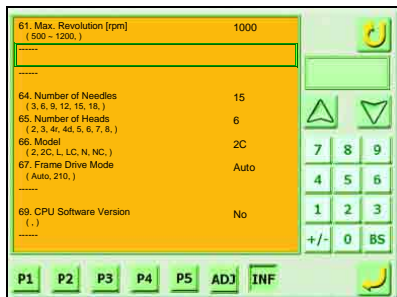 61. Max. Revolution [rpm] 1000
( 500 ~ 1200, )
------
------
64. Number of Needles 15
( 3, 6, 9, 12, 15, 18, )
65. Number of Heads 6
( 2, 3, 4r, 4d, 5, 6, 7, 8, )
66. Model 2C
( 2, 2C, L, LC, N, NC, )
67. Frame Drive Mode Auto
( Auto, 210, )
------
69. CPU Software Version No
( , )
------
7 8 9
4 5 6
1 2 3
+/- 0 BS
P1 P2 P3 P4 P5 ADJ INF